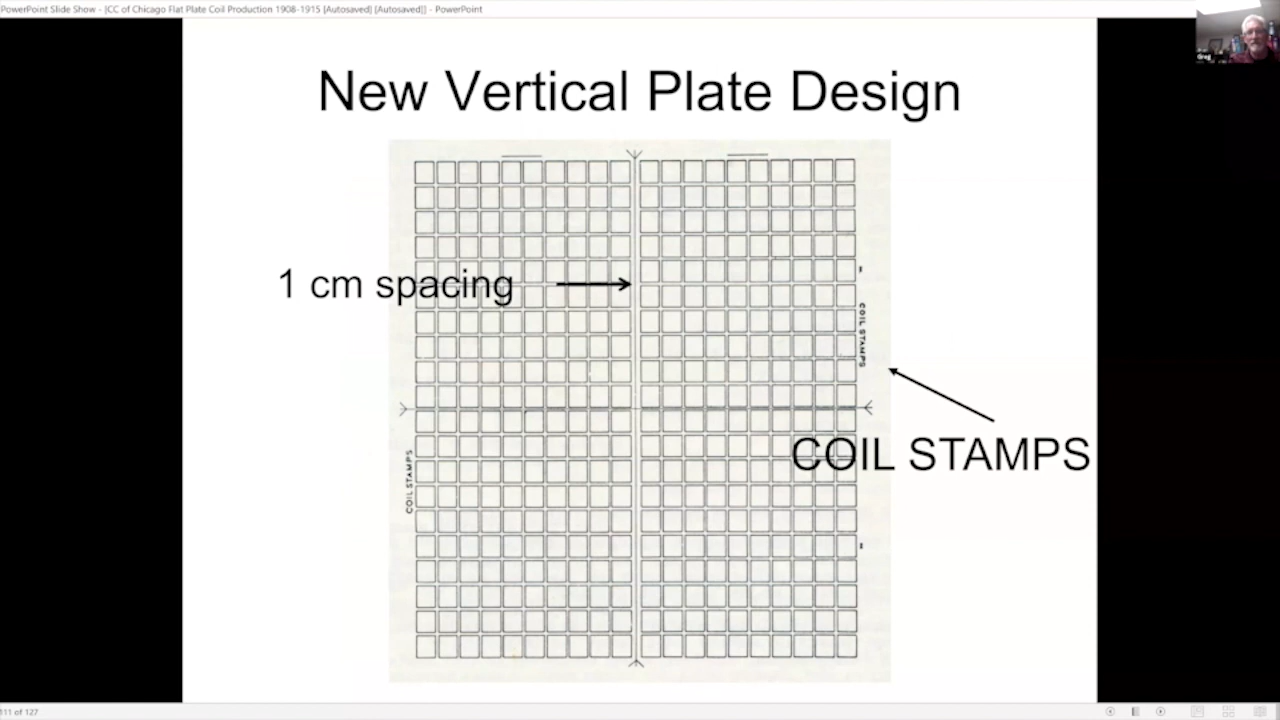 PowerPoint Slide Show - [CC of Chicago Flat Plate Coil Production 1908-1915 [Autosaved] [Autosaved]] - PowerPoint
Greg
New Vertical Plate Design
1 cm spacing
COIL STAMPS
COIL STAMPS
COIL STAMPS
111 of 127